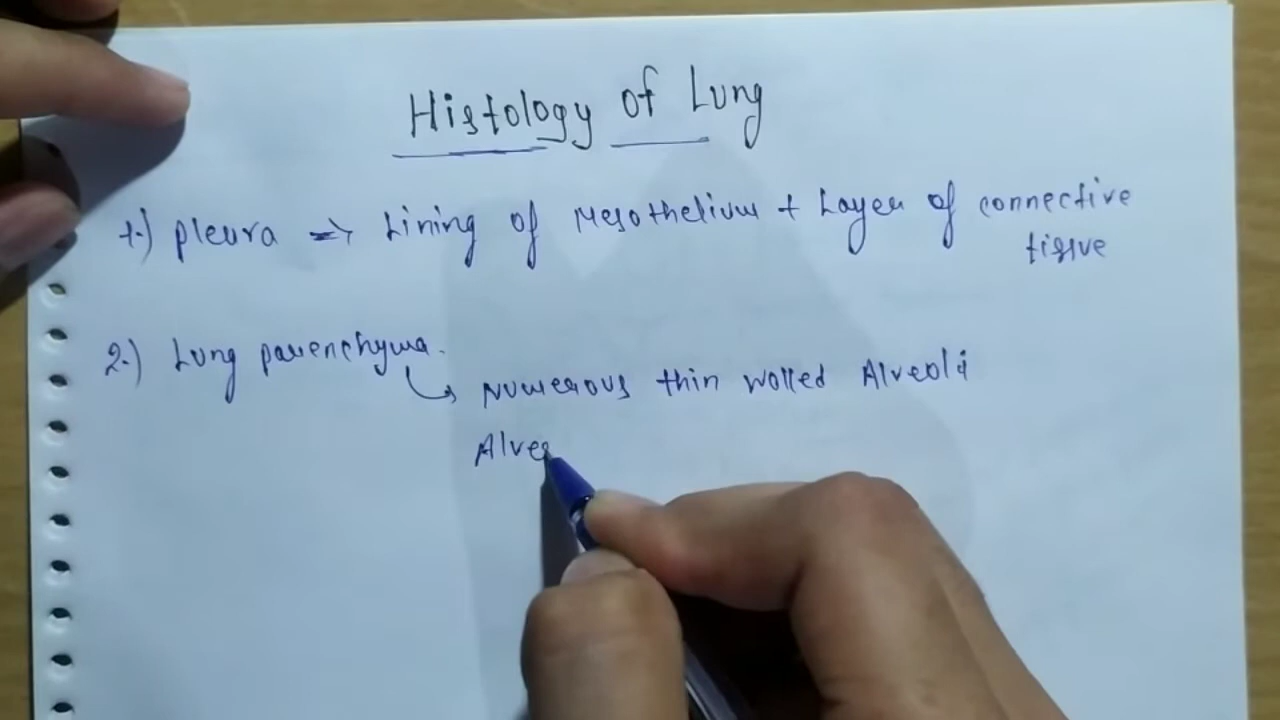 Histology of Lung
1.) pleura => Lining of Mesothelium + Layer of connective
tissue
2.) Lung parenchyma.
↳ Numerous thin walled Alveoli
Alveo